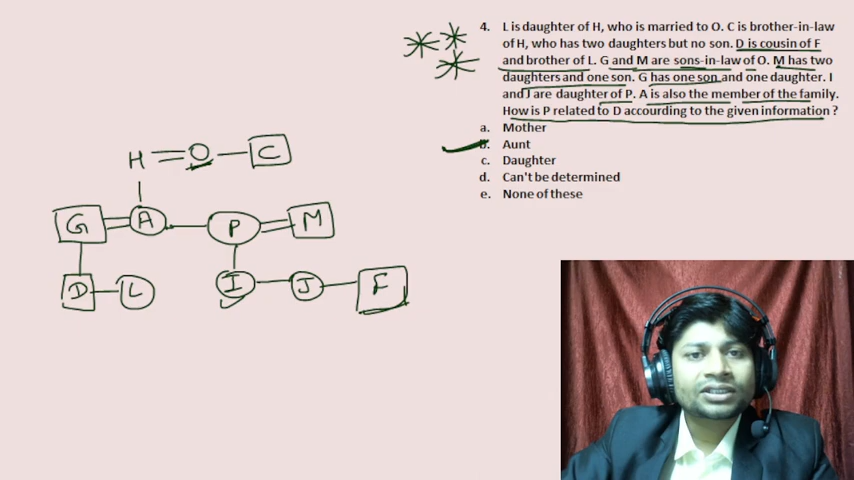 4. L is daughter of H, who is married to O. C is brother-in-law
of H, who has two daughters but no son. D is cousin of F
and brother of L. G and M are sons-in-law of O. M has two
daughters and one son. G has one son and one daughter. I
and J are daughter of P. A is also the member of the family.
How is P related to D accourding to the given information ?
a. Mother
b. Aunt
c. Daughter
d. Can't be determined
e. None of these
H = O - C
G = A - P = M
D - L I - J - F